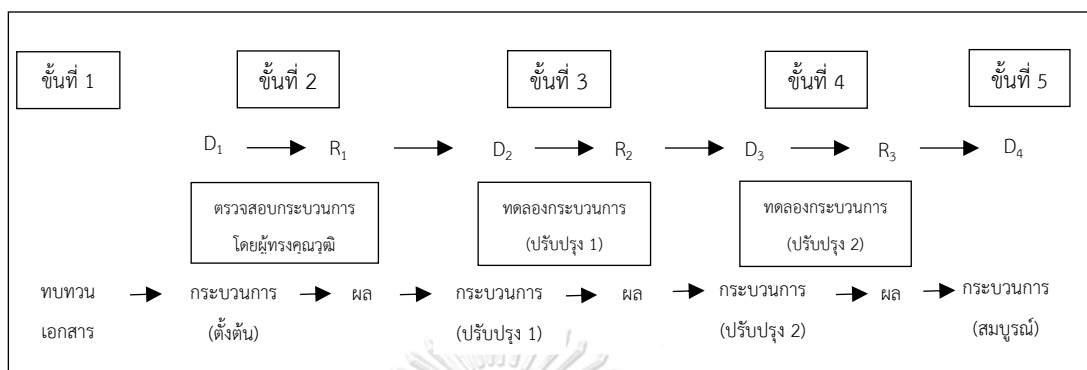 ขั้นที่ 1 ขั้นที่ 2 ขั้นที่ 3 ขั้นที่ 4 ขั้นที่ 5
D₁ R₁ D₂ R₂ D₃ R₃ D₄
ตรวจสอบกระบวนการ ทดลองกระบวนการ ทดลองกระบวนการ
โดยผู้ทรงคุณวุฒิ (ปรับปรุง 1) (ปรับปรุง 2)
ทบทวน กระบวนการ ผล กระบวนการ ผล กระบวนการ ผล กระบวนการ
เอกสาร (ตั้งต้น) (ปรับปรุง 1) (ปรับปรุง 2) (สมบูรณ์)